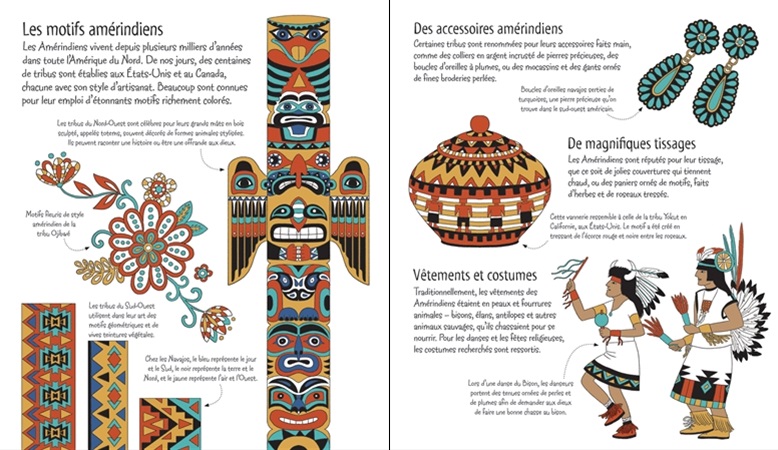 Les motifs amérindiens
Les Amérindiens vivent depuis plusieurs milliers d'années
dans toute l'Amérique du Nord. De nos jours, des centaines
de tribus sont établies aux États-Unis et au Canada,
chacune avec son style d'artisanat. Beaucoup sont connues
pour leur emploi d'étonnants motifs richement colorés.
Les tribus du Nord-Ouest sont célèbres pour leurs grands mâts en bois
sculpté, appelés totems, souvent décorés de formes animales stylisées.
Ils peuvent raconter une histoire ou être une offrande aux dieux.
Motifs fleuris de style
amérindien de la
tribu Ojibwé
Les tribus du Sud-Ouest
utilisent dans leur art des
motifs géométriques et de
vives teintures végétales.
Chez les Navajos, le bleu représente le jour
et le Sud, le noir représente la terre et le
Nord, et le jaune représente l'air et l'Ouest.
Des accessoires amérindiens
Certaines tribus sont renommées pour leurs accessoires faits main,
comme des colliers en argent incrusté de pierres précieuses, des
boucles d'oreilles à plumes, ou des mocassins et des gants ornés
de fines broderies perlées.
Boucles d'oreilles navajos serties de
turquoises, une pierre précieuse qu'on
trouve dans le sud-ouest américain.
De magnifiques tissages
Les Amérindiens sont réputés pour leur tissage,
que ce soit de jolies couvertures qui tiennent
chaud, ou des paniers ornés de motifs, faits
d'herbes et de roseaux tressés.
Cette vannerie ressemble à celle de la tribu Yokut en
Californie, aux États-Unis. Le motif a été créé en
tressant de l'écorce rouge et noire entre les roseaux.
Vêtements et costumes
Traditionnellement, les vêtements des
Amérindiens étaient en peaux et fourrures
animales – bisons, élans, antilopes et autres
animaux sauvages, qu'ils chassaient pour se
nourrir. Pour les danses et les fêtes religieuses,
les costumes recherchés sont ressortis.
Lors d'une danse du Bison, les danseurs
portent des tenues ornées de perles et
de plumes afin de demander aux dieux
de faire une bonne chasse au bison.